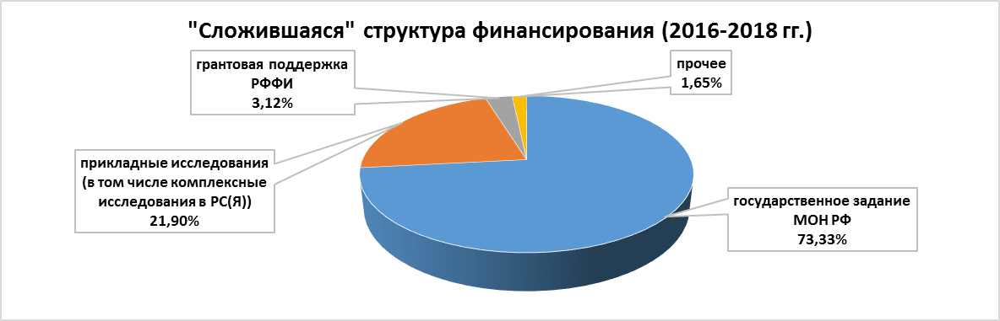 "Сложившаяся" структура финансирования (2016-2018 гг.)
грантовая поддержка
РФФИ
3,12%
прочее
1,65%
прикладные исследования
(в том числе комплексные
исследования в РС(Я))
21,90%
государственное задание
МОН РФ
73,33%